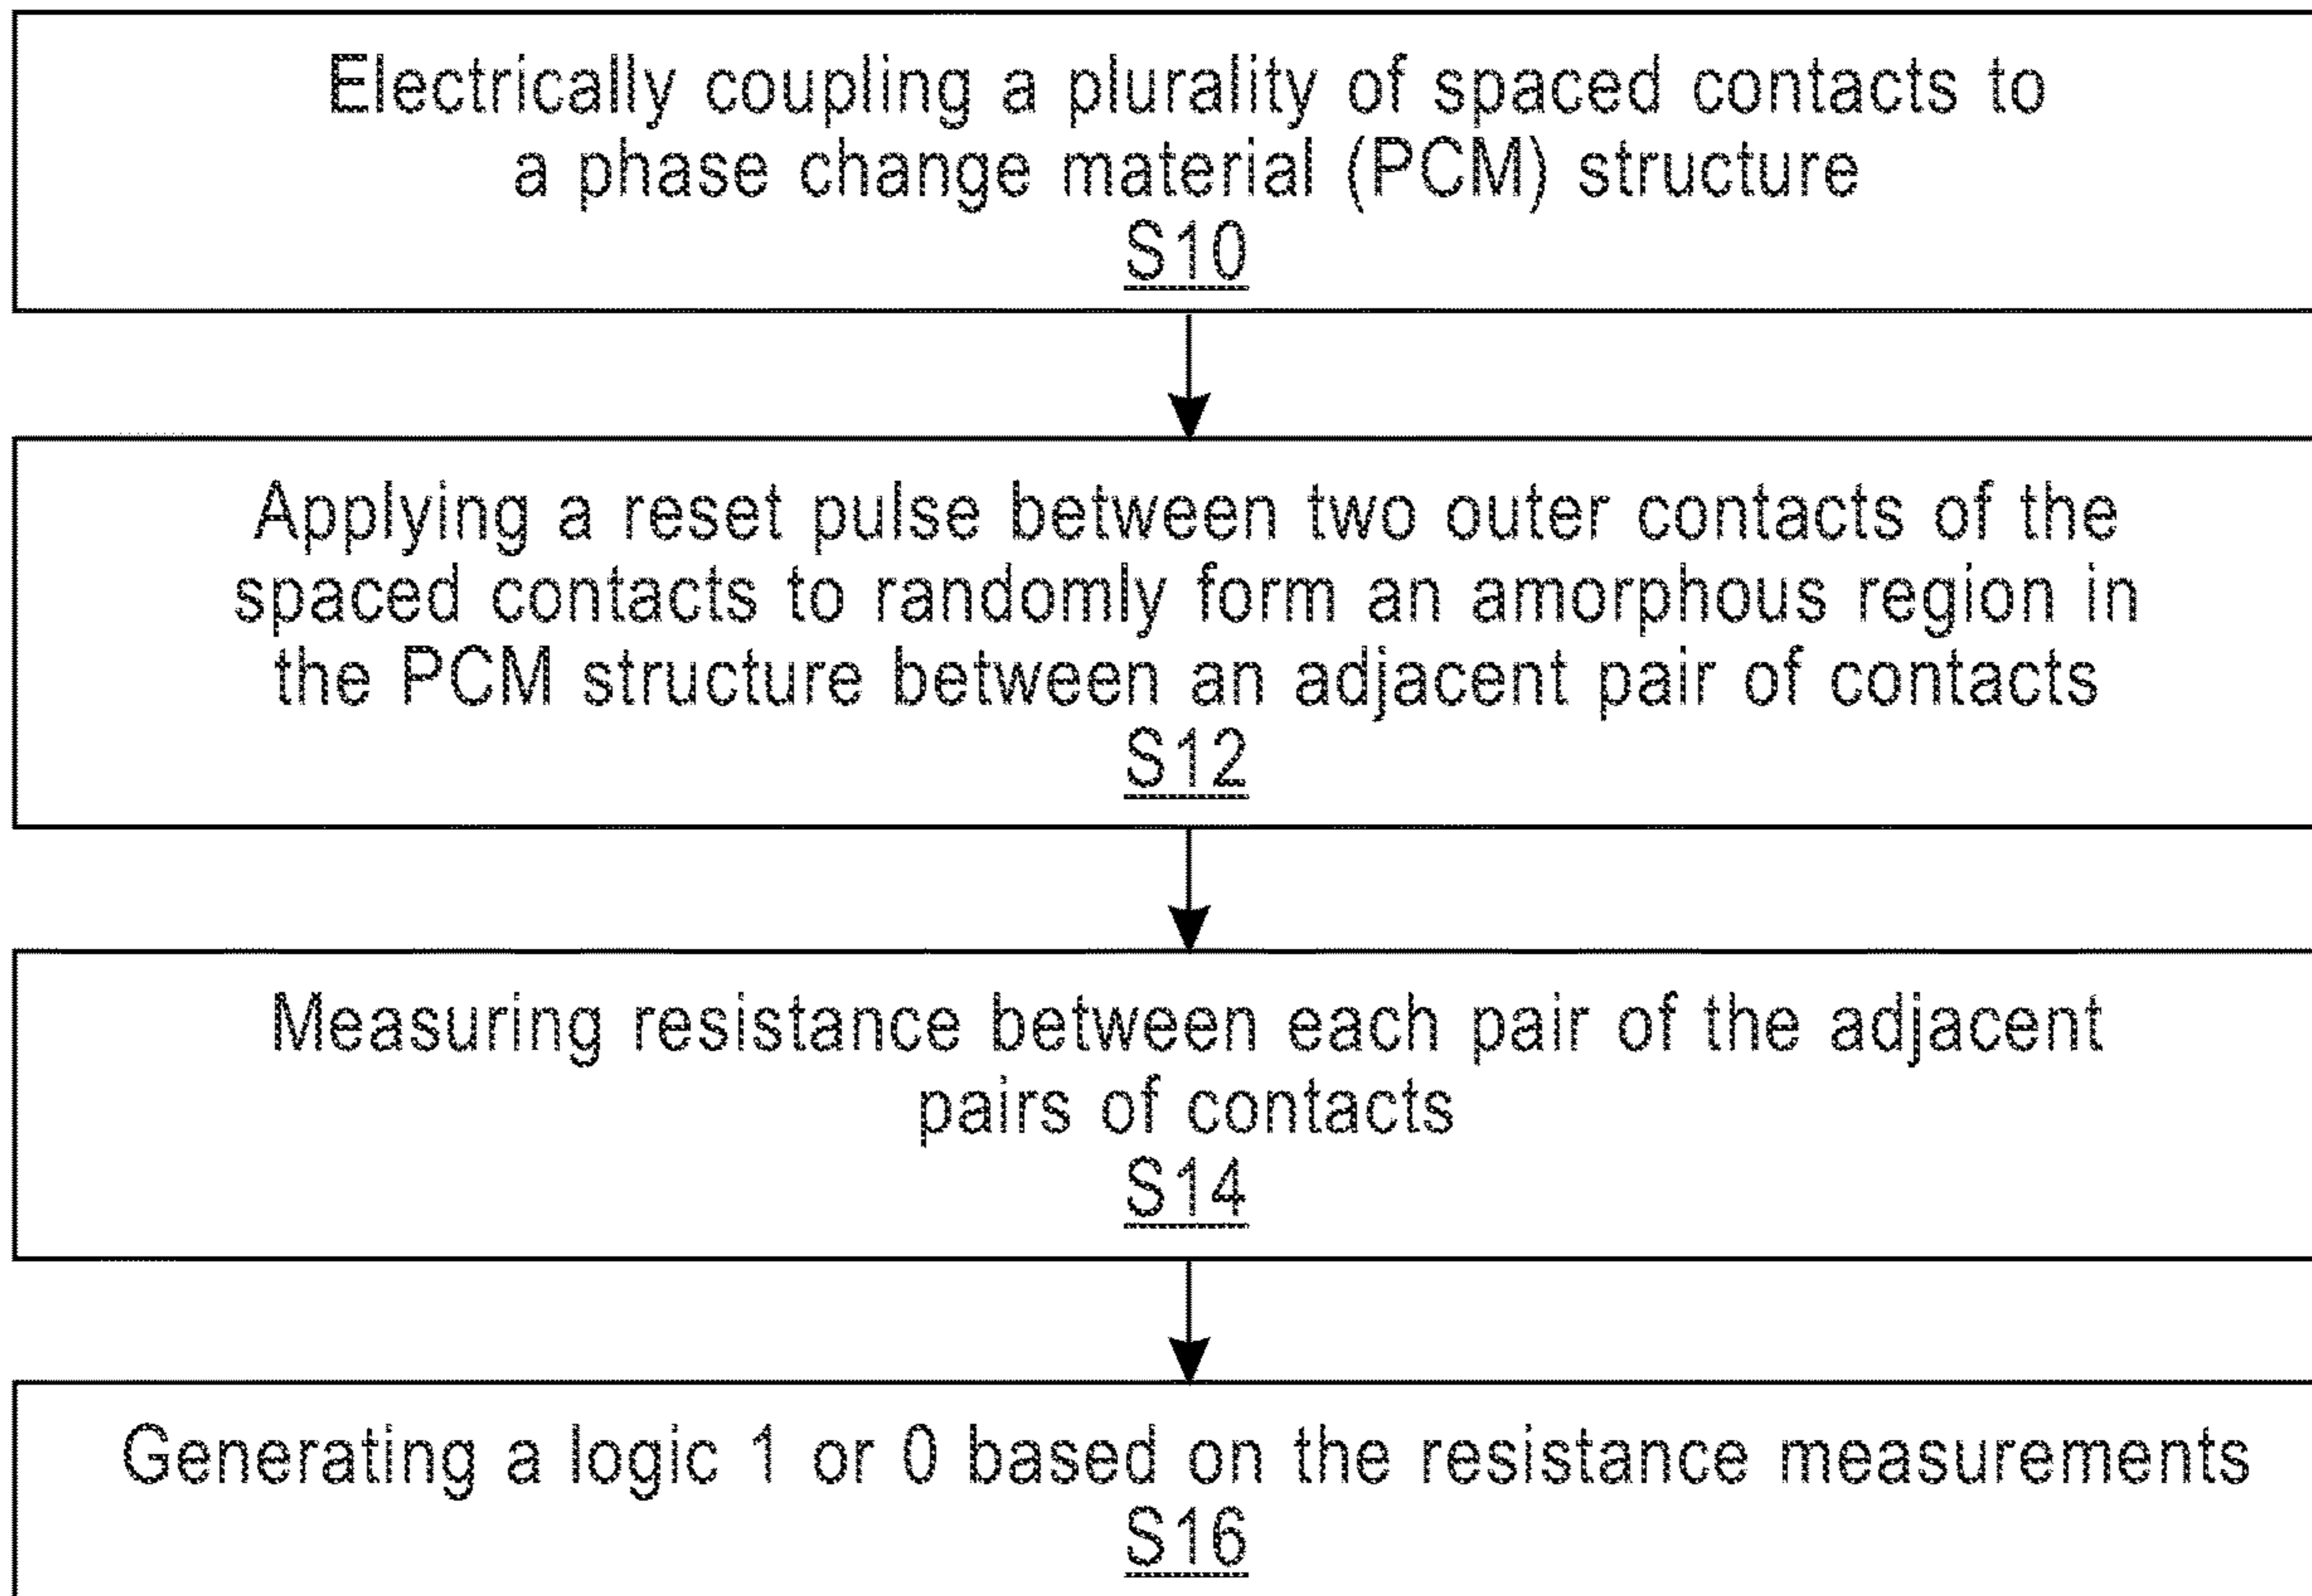 Electrically coupling a plurality of spaced contacts to
a phase change material (PCM) structure
S10
Applying a reset pulse between two outer contacts of the
spaced contacts to randomly form an amorphous region in
the PCM structure between an adjacent pair of contacts
S12
Measuring resistance between each pair of the adjacent
pairs of contacts
S14
Generating a logic 1 or 0 based on the resistance measurements
S16